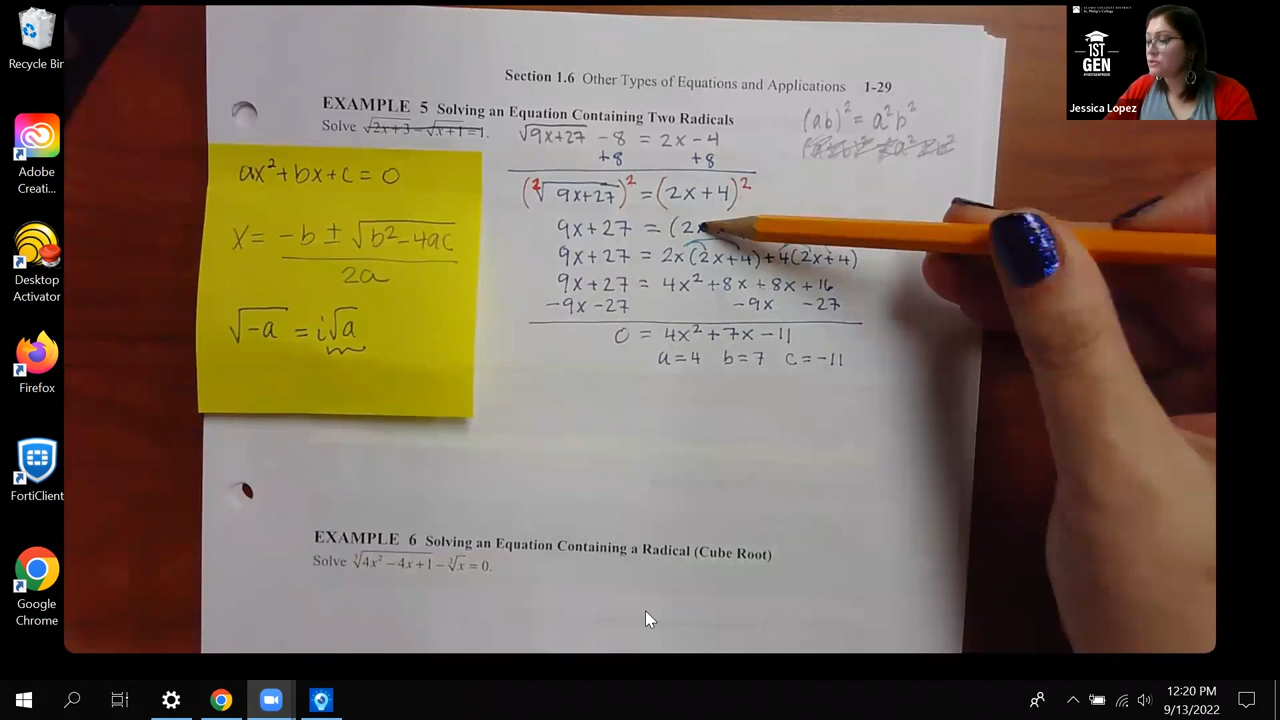 Recycle Bin
Adobe
Creati...
Desktop
Activator
Firefox
FortiClient
Google
Chrome
Section 1.6 Other Types of Equations and Applications 1-29
EXAMPLE 5 Solving an Equation Containing Two Radicals
Solve √(2x+3) − √(x+1) = 1.
√(9x+27) − 8 = 2x − 4
+8 +8
(²√(9x+27))² = (2x+4)²
9x+27 = (2x
9x+27 = 2x(2x+4)+4(2x+4)
9x+27 = 4x² + 8x + 8x + 16
−9x −27 −9x −27
0 = 4x² + 7x − 11
a=4 b=7 c=−11
(ab)² = a²b²
ax²+bx+c = 0
x = (−b ± √(b²−4ac))/2a
√−a = i√a
EXAMPLE 6 Solving an Equation Containing a Radical (Cube Root)
Solve ∛(4x² − 4x + 1) − ∛x = 0.
1ST
GEN
Jessica Lopez
12:20 PM
9/13/2022